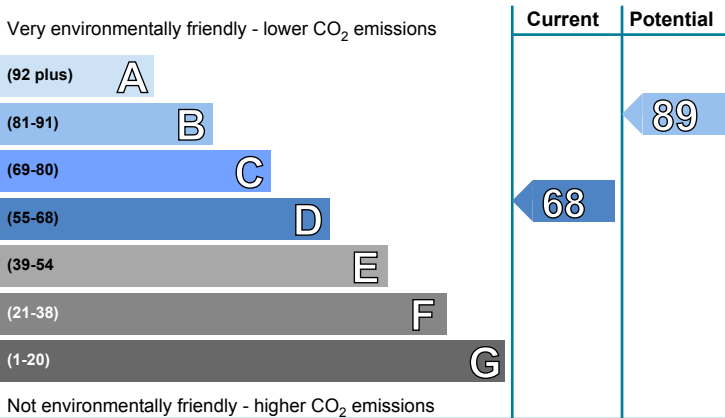 Very environmentally friendly - lower CO2 emissions
Current
Potential
(92 plus) A
(81-91) B
89
(69-80) C
68
(55-68) D
(39-54 E
(21-38) F
(1-20) G
Not environmentally friendly - higher CO2 emissions